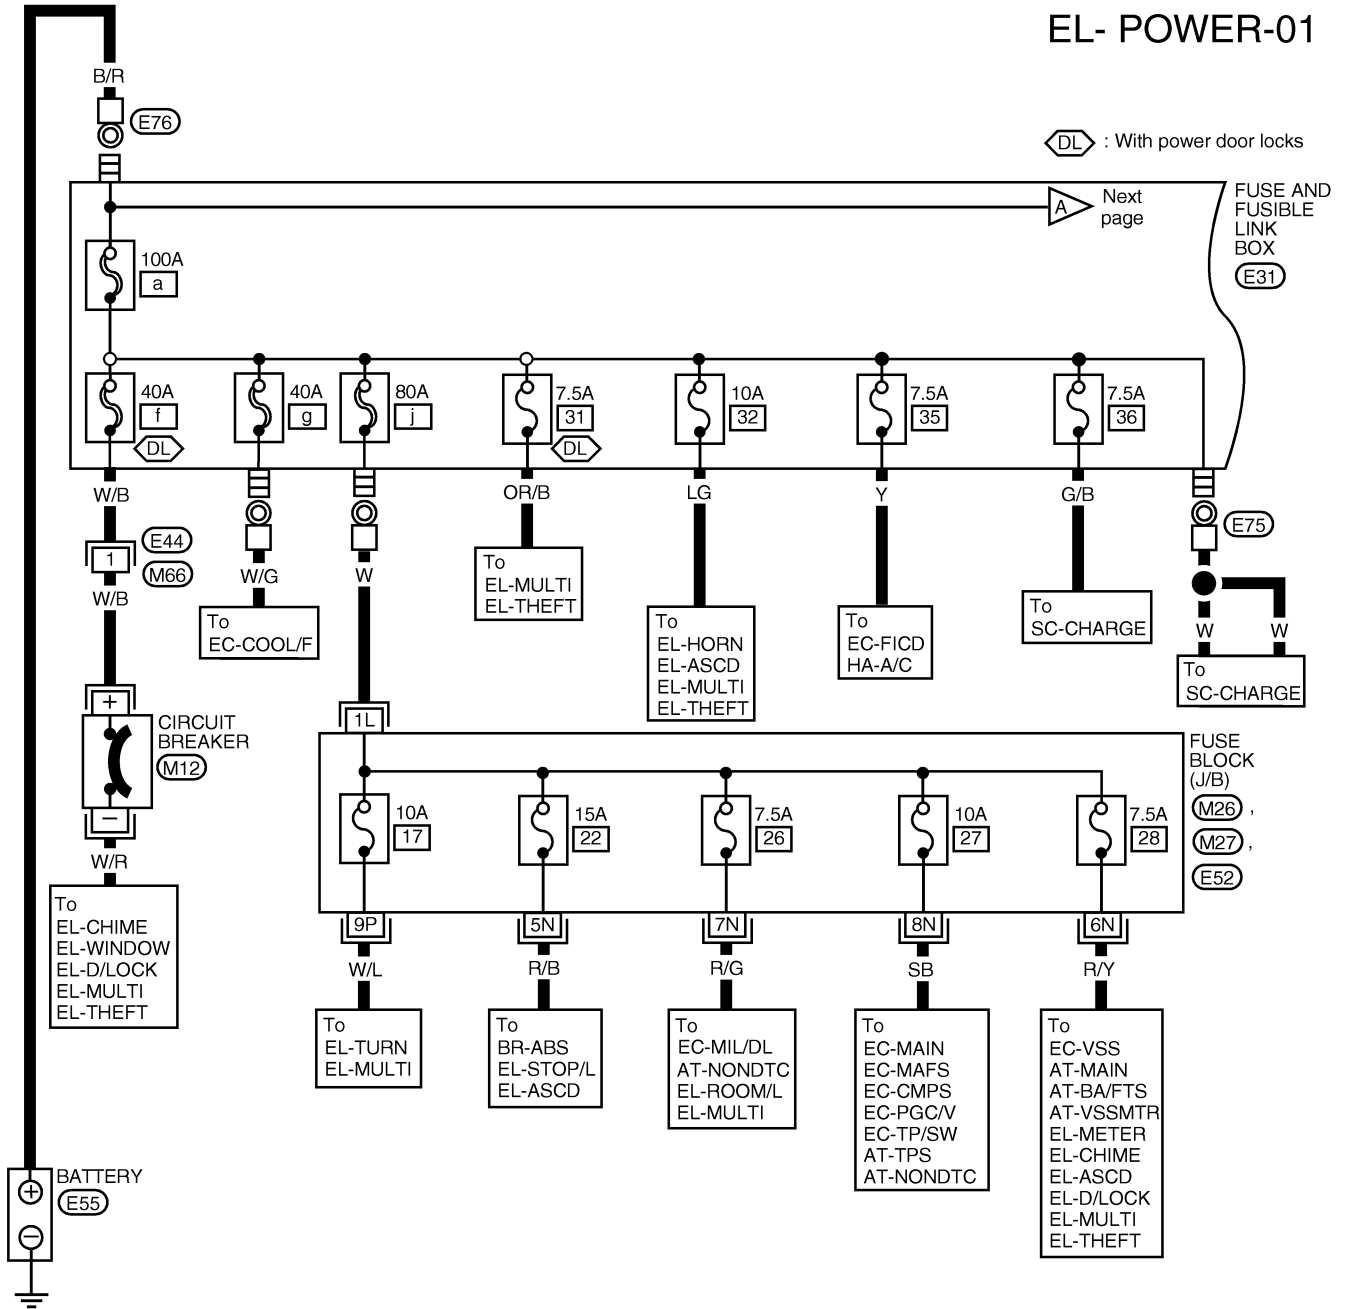 EL- POWER-01
B/R
E76
DL : With power door locks
A
Next
page
FUSE AND
FUSIBLE
LINK
BOX
E31
100A
a
40A
f
DL
40A
g
80A
j
7.5A
31
DL
10A
32
7.5A
35
7.5A
36
W/B
1
E44
M66
W/B
W/G
To
EC-COOL/F
W
OR/B
To
EL-MULTI
EL-THEFT
LG
To
EL-HORN
EL-ASCD
EL-MULTI
EL-THEFT
Y
To
EC-FICD
HA-A/C
G/B
To
SC-CHARGE
E75
W
W
To
SC-CHARGE
+
CIRCUIT
BREAKER
M12
−
W/R
To
EL-CHIME
EL-WINDOW
EL-D/LOCK
EL-MULTI
EL-THEFT
1L
FUSE
BLOCK
(J/B)
M26 ,
M27 ,
E52
10A
17
15A
22
7.5A
26
10A
27
7.5A
28
9P
5N
7N
8N
6N
W/L
R/B
R/G
SB
R/Y
To
EL-TURN
EL-MULTI
To
BR-ABS
EL-STOP/L
EL-ASCD
To
EC-MIL/DL
AT-NONDTC
EL-ROOM/L
EL-MULTI
To
EC-MAIN
EC-MAFS
EC-CMPS
EC-PGC/V
EC-TP/SW
AT-TPS
AT-NONDTC
To
EC-VSS
AT-MAIN
AT-BA/FTS
AT-VSSMTR
EL-METER
EL-CHIME
EL-ASCD
EL-D/LOCK
EL-MULTI
EL-THEFT
BATTERY
E55
+
−